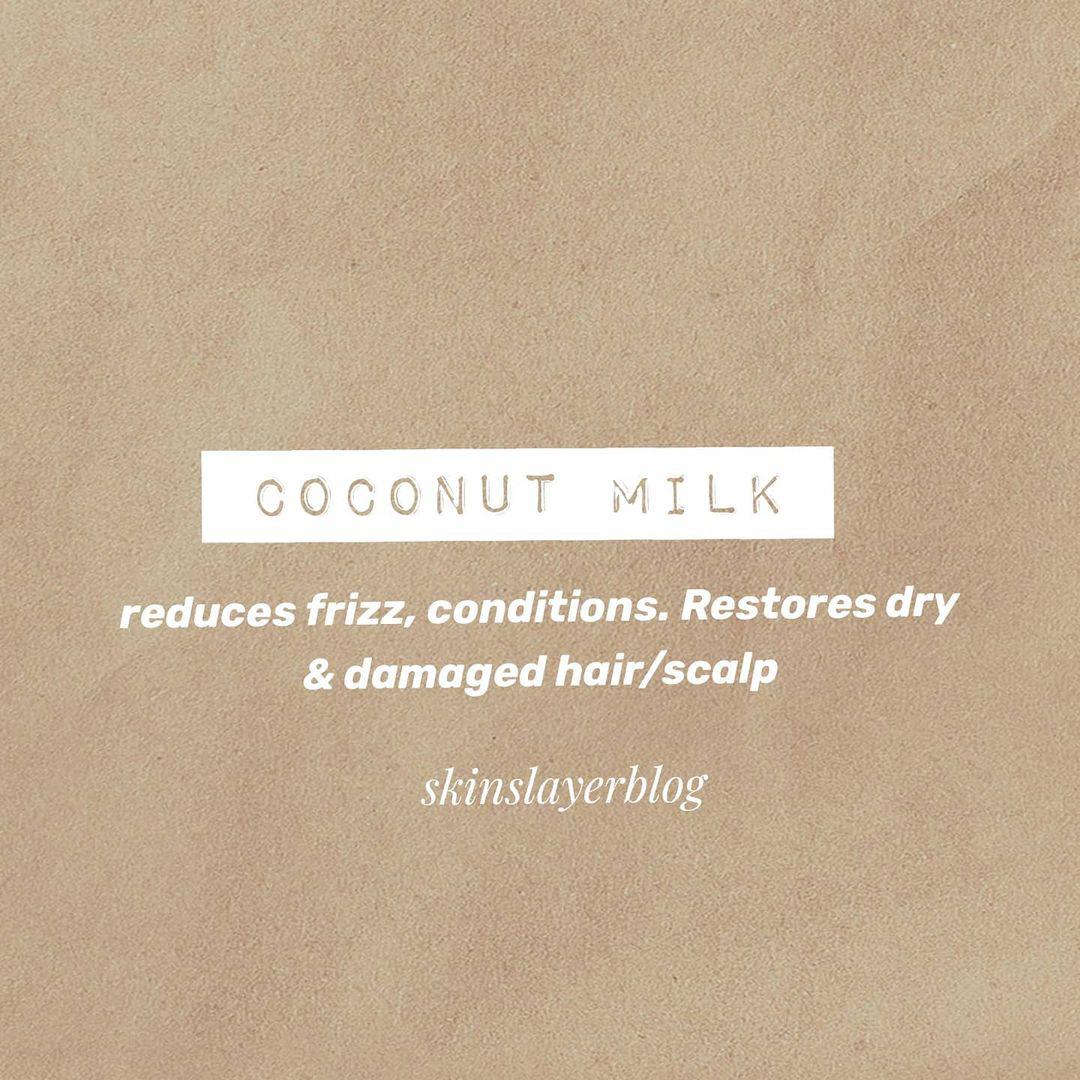 COCONUT MILK
reduces frizz, conditions. Restores dry
& damaged hair/scalp
skinslayerblog